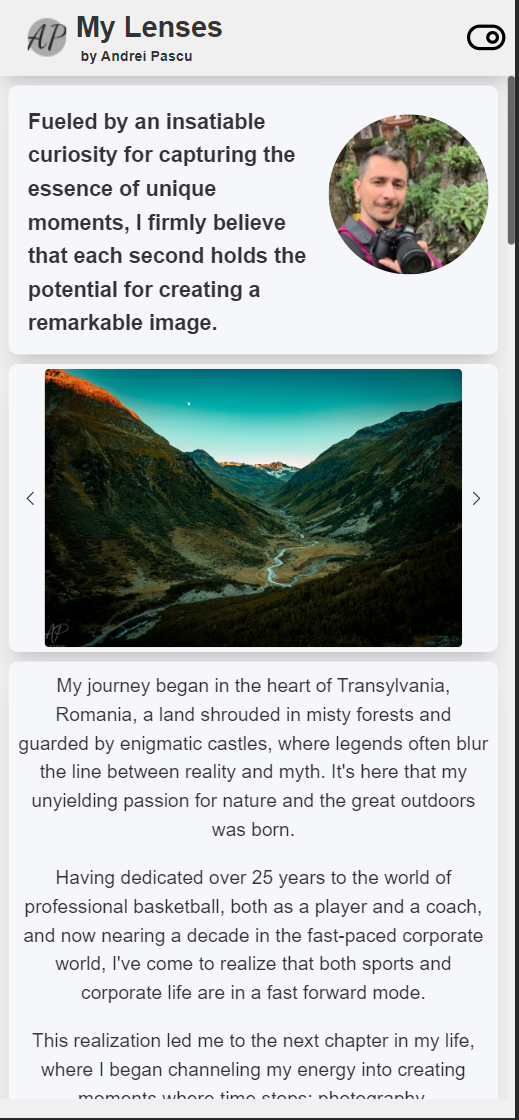 AP
My Lenses
by Andrei Pascu
Fueled by an insatiable
curiosity for capturing the
essence of unique
moments, I firmly believe
that each second holds the
potential for creating a
remarkable image.
AP
My journey began in the heart of Transylvania,
Romania, a land shrouded in misty forests and
guarded by enigmatic castles, where legends often blur
the line between reality and myth. It's here that my
unyielding passion for nature and the great outdoors
was born.
Having dedicated over 25 years to the world of
professional basketball, both as a player and a coach,
and now nearing a decade in the fast-paced corporate
world, I've come to realize that both sports and
corporate life are in a fast forward mode.
This realization led me to the next chapter in my life,
where I began channeling my energy into creating
moments where time stops: photography.